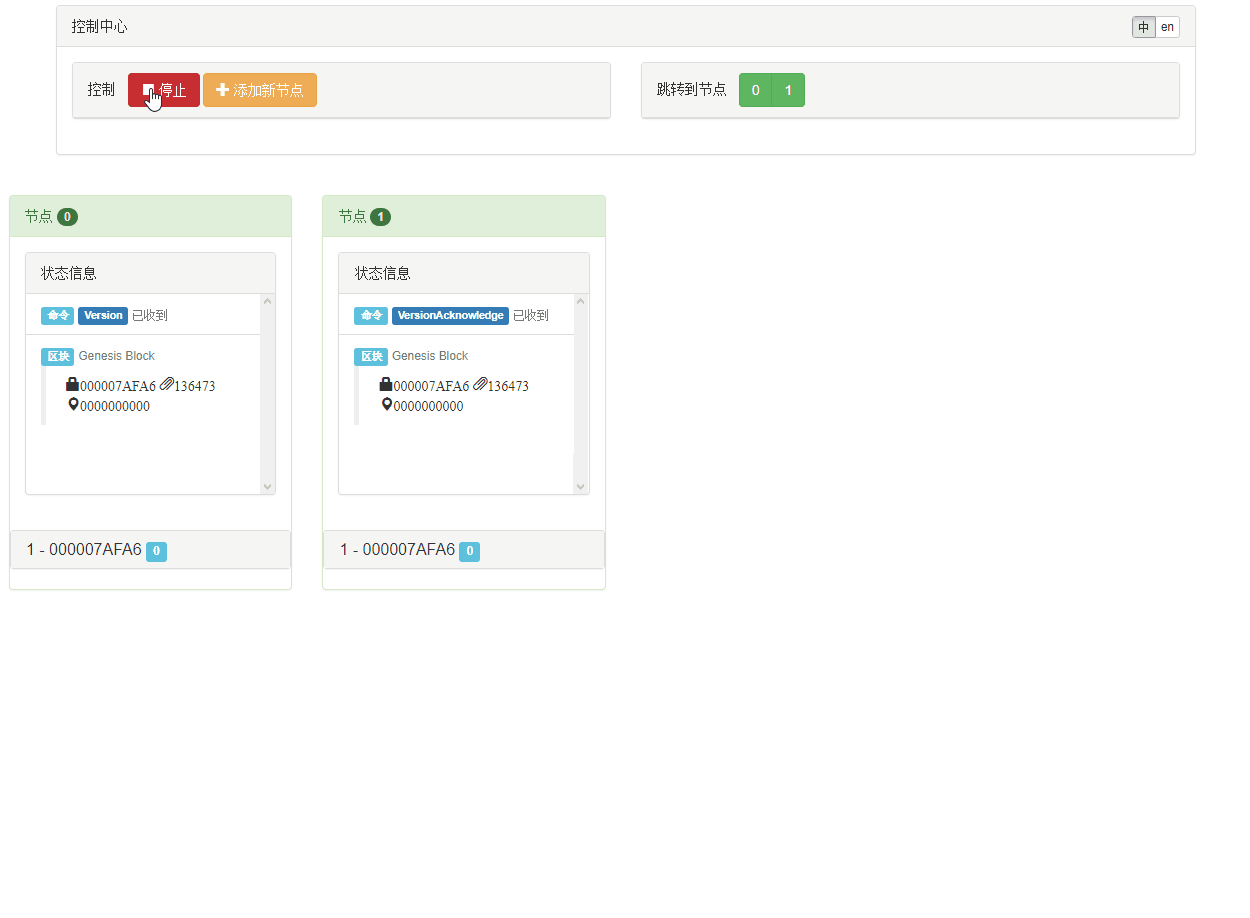 控制中心
中 en
控制 停止 添加新节点
跳转到节点 0 1
节点 0
状态信息
命令 Version 已收到
区块 Genesis Block
000007AFA6 136473
0000000000
1 - 000007AFA6 0
节点 1
状态信息
命令 VersionAcknowledge 已收到
区块 Genesis Block
000007AFA6 136473
0000000000
1 - 000007AFA6 0